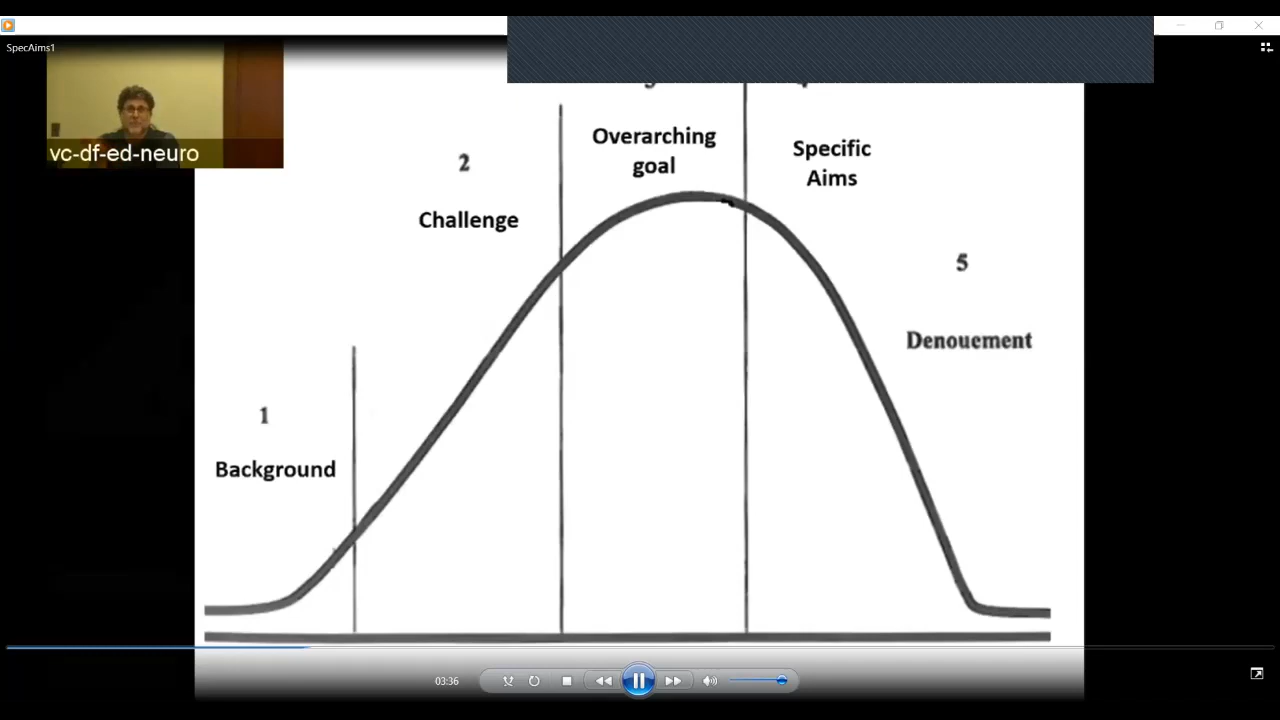 SpecAims1
vc-df-ed-neuro
2
Challenge
Overarching
goal
Specific
Aims
5
Denouement
1
Background
03:36